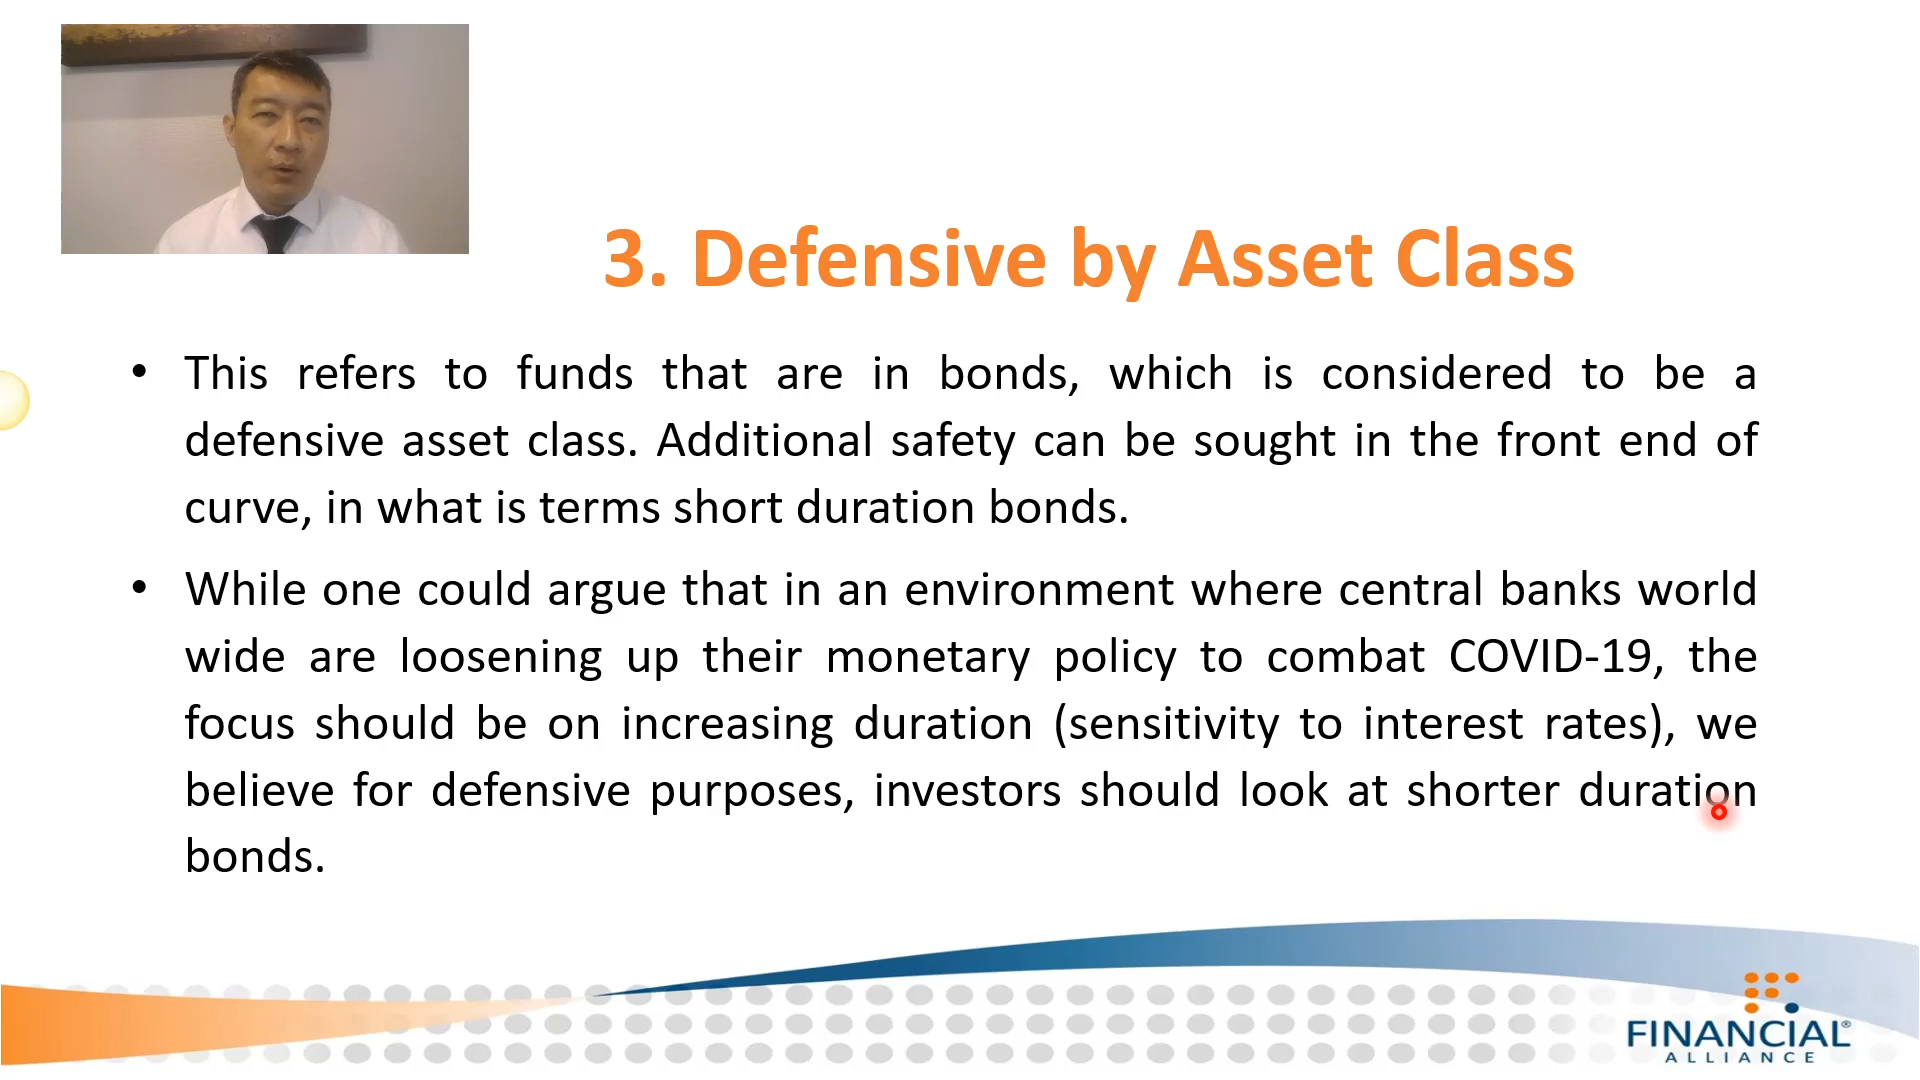 3. Defensive by Asset Class
• This refers to funds that are in bonds, which is considered to be a
defensive asset class. Additional safety can be sought in the front end of
curve, in what is terms short duration bonds.
• While one could argue that in an environment where central banks world
wide are loosening up their monetary policy to combat COVID-19, the
focus should be on increasing duration (sensitivity to interest rates), we
believe for defensive purposes, investors should look at shorter duration
bonds.
FINANCIAL®
ALLIANCE